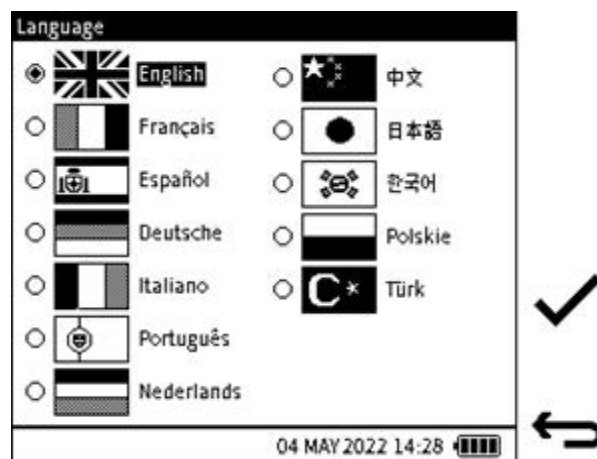 Language
English
Français
Español
Deutsche
Italiano
Português
Nederlands
中文
日本語
한국어
Polskie
Türk
04 MAY 2022 14:28